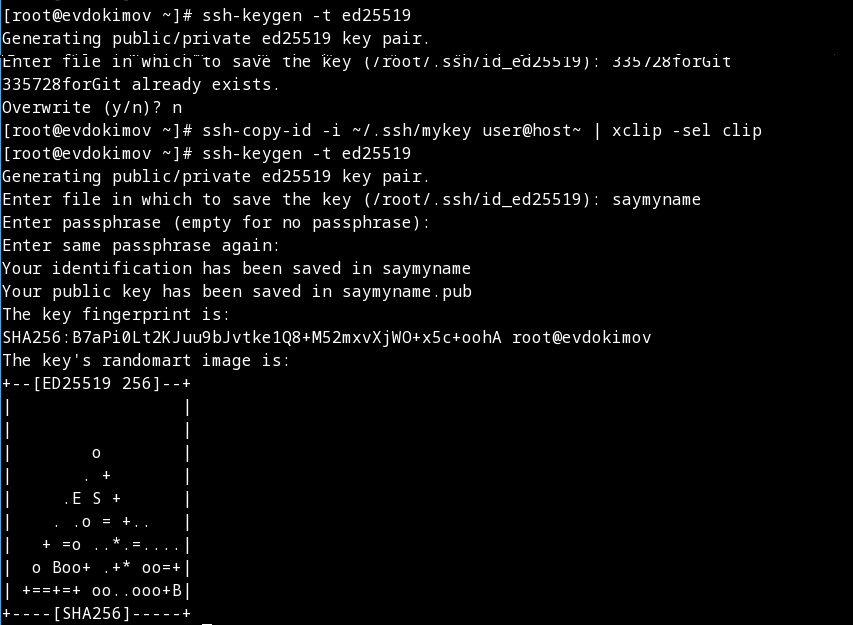 [root@evdokimov ~]# ssh-keygen -t ed25519
Generating public/private ed25519 key pair.
Enter file in which to save the key (/root/.ssh/id_ed25519): 335728forGit
335728forGit already exists.
Overwrite (y/n)? n
[root@evdokimov ~]# ssh-copy-id -i ~/.ssh/mykey user@host~ | xclip -sel clip
[root@evdokimov ~]# ssh-keygen -t ed25519
Generating public/private ed25519 key pair.
Enter file in which to save the key (/root/.ssh/id_ed25519): saymyname
Enter passphrase (empty for no passphrase):
Enter same passphrase again:
Your identification has been saved in saymyname
Your public key has been saved in saymyname.pub
The key fingerprint is:
SHA256:B7aPi0Lt2KJuu9bJvtke1Q8+M52mxvXjWO+x5c+oohA root@evdokimov
The key's randomart image is:
+--[ED25519 256]--+
|                 |
|                 |
|        o        |
|       . +       |
|     .E S +      |
|    . .o = +..   |
|   + =o ..*.=....|
|  o Boo+ .+* oo=+|
| +==+=+ oo..ooo+B|
+----[SHA256]-----+